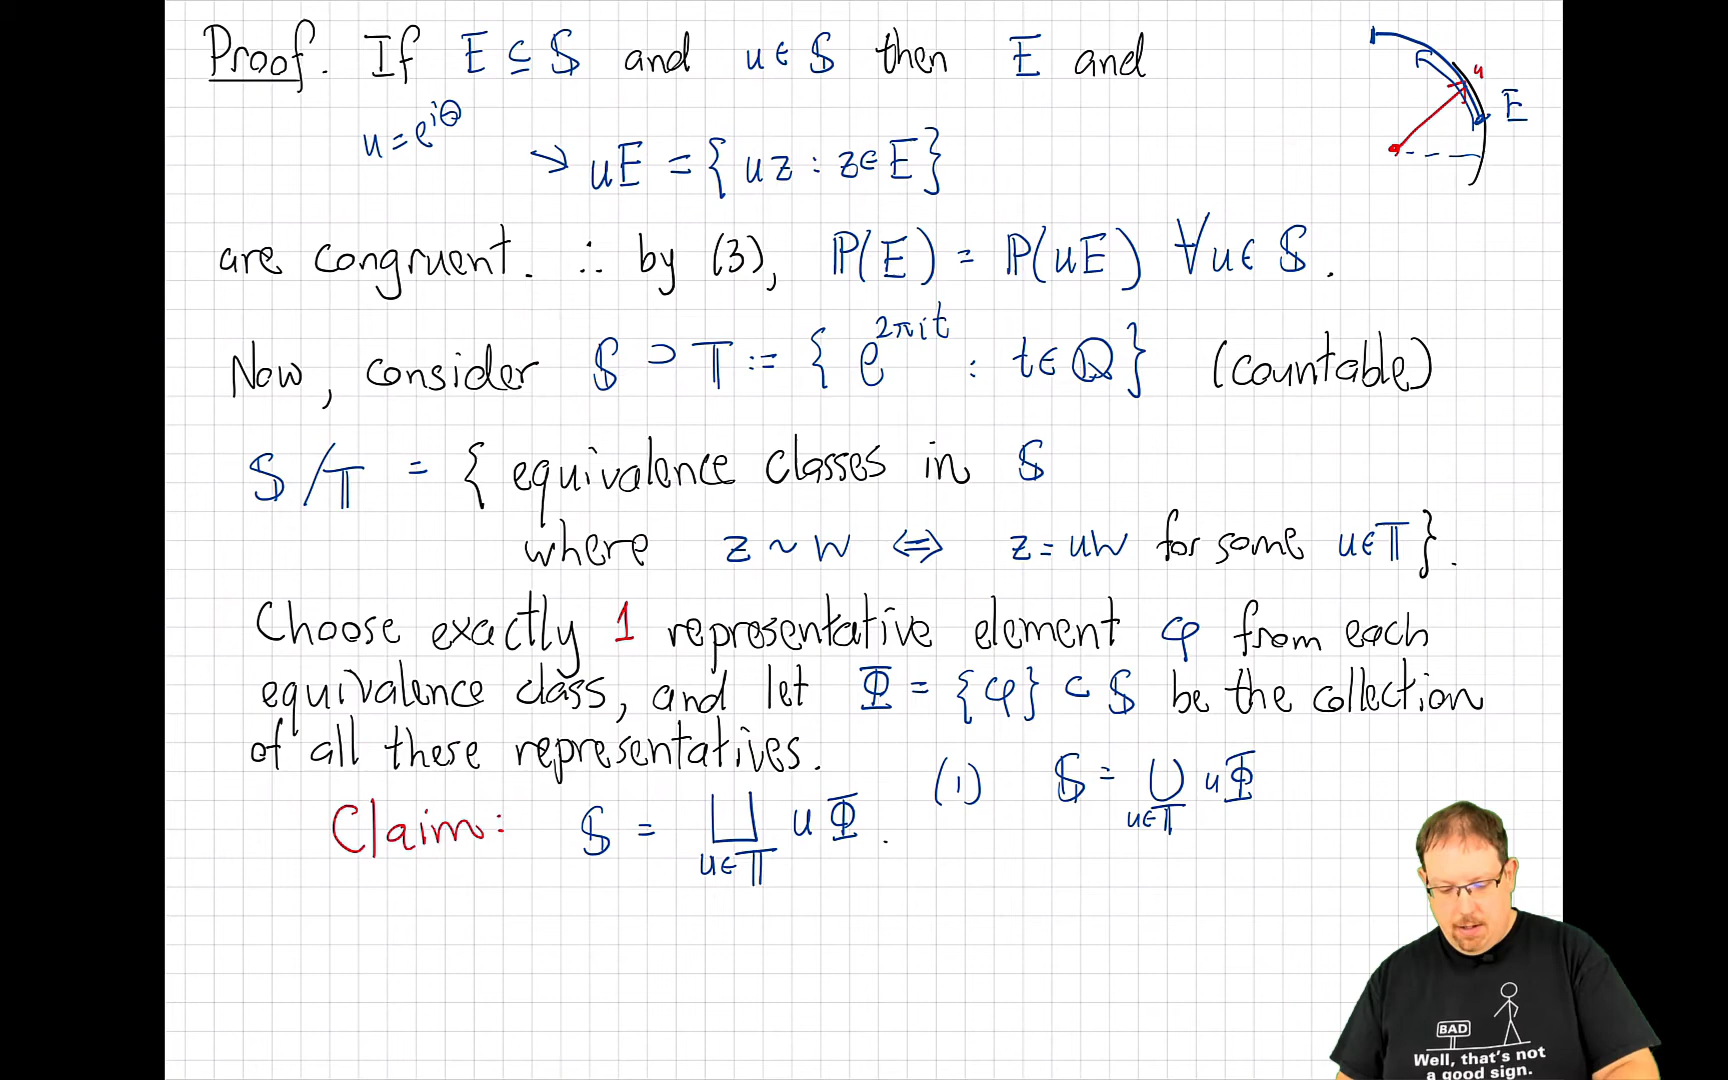 Proof. If E ⊆ 𝕊 and u ∈ 𝕊 then E and
u = e^{iθ}
→ uE = { uz : z ∈ E }
u
E
are congruent. ∴ by (3), ℙ(E) = ℙ(uE) ∀u ∈ 𝕊.
Now, consider 𝕊 ⊃ 𝕋 := { e^{2πit} : t ∈ ℚ } (countable)
𝕊/𝕋 = { equivalence classes in 𝕊
where z ~ w ⇔ z = uw for some u ∈ 𝕋 }.
Choose exactly 1 representative element φ from each
equivalence class, and let Φ = {φ} ⊂ 𝕊 be the collection
of all these representatives.
(1) 𝕊 = ⋃_{u∈𝕋} uΦ
Claim: 𝕊 = ⨆_{u∈𝕋} uΦ.
BAD
Well, that's not
a good sign.